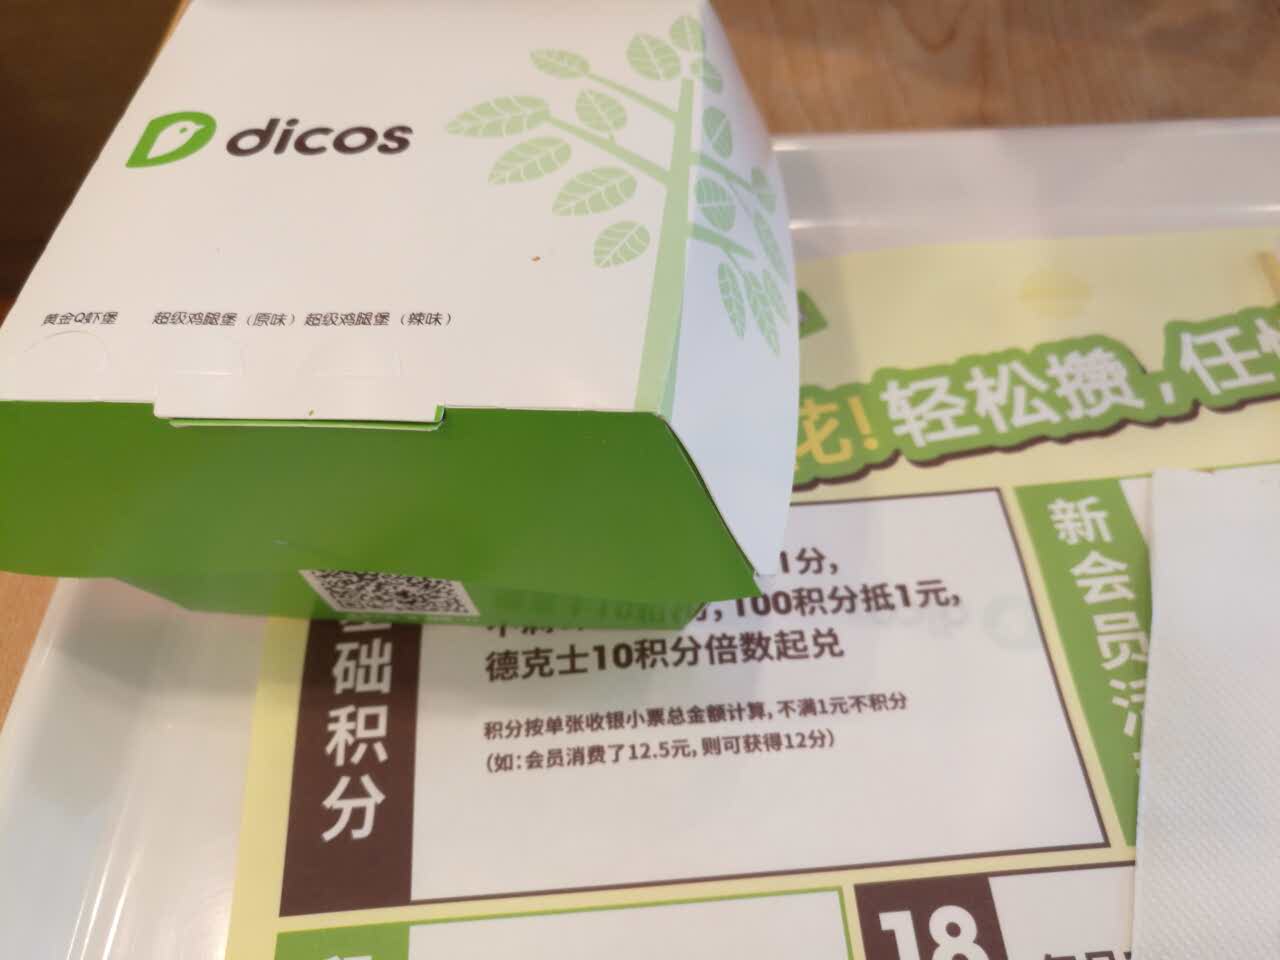 dicos
黄金Q虾堡 超级鸡腿堡（原味）超级鸡腿堡（辣味）
花！轻松攒，任
1分，
100积分抵1元，
德克士10积分倍数起兑
积分按单张收银小票总金额计算，不满1元不积分
（如：会员消费了12.5元，则可获得12分）
础积分
新会员
18